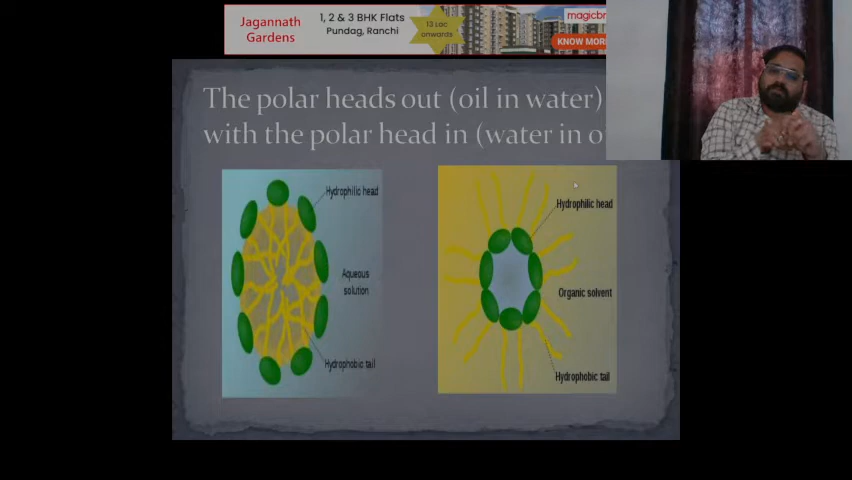 Jagannath
Gardens
1, 2 & 3 BHK Flats
Pundag, Ranchi
13 Lac
onwards
magicbr
KNOW MOR
The polar heads out (oil in water)
with the polar head in (water in o
Hydrophilic head
Aqueous
solution
Hydrophobic tail
Hydrophilic head
Organic solvent
Hydrophobic tail